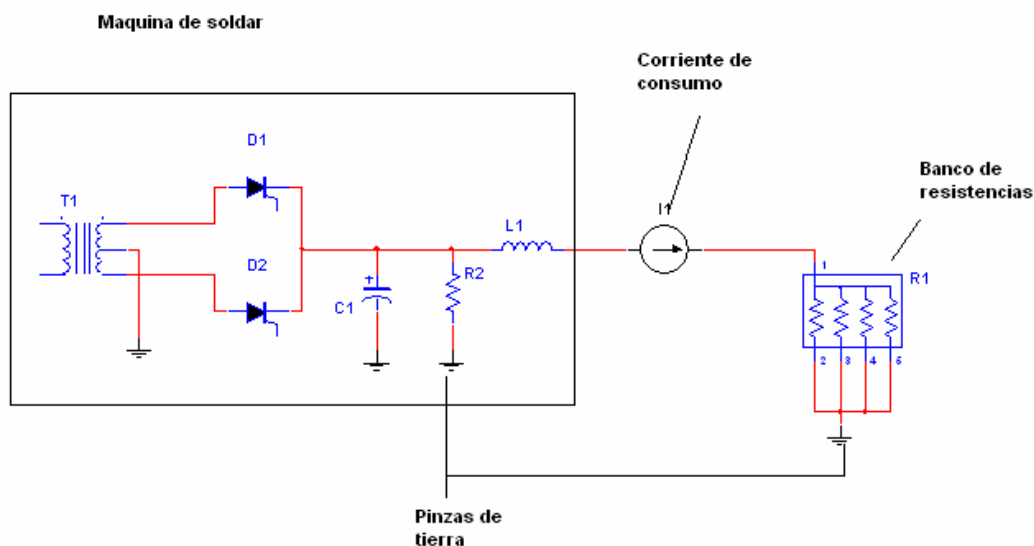 Maquina de soldar
Corriente de
consumo
D1
Banco de
resistencias
T1
I1
L1
D2
1
R1
R2
+
C1
2 3 4 5
Pinzas de
tierra